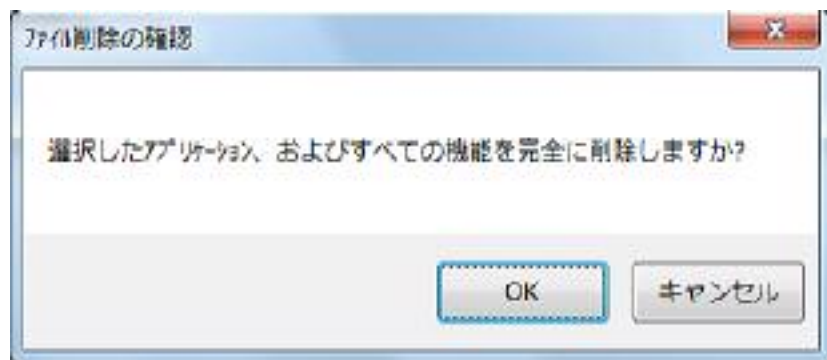 ﾌｧｲﾙ削除の確認
選択したｱﾌﾟﾘｹｰｼｮﾝ、およびすべての機能を完全に削除しますか?
OK
キャンセル